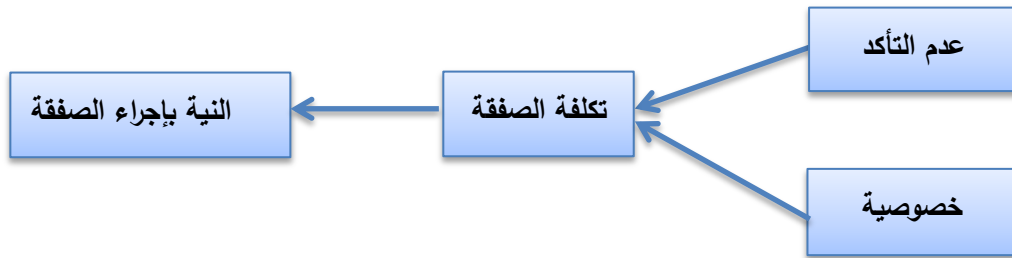 عدم التأكد
تكلفة الصفقة
النية بإجراء الصفقة
خصوصية